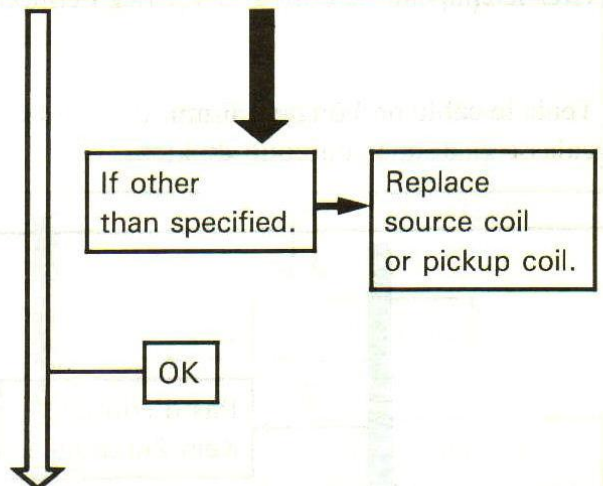 If other
than specified.
Replace
source coil
or pickup coil.
OK